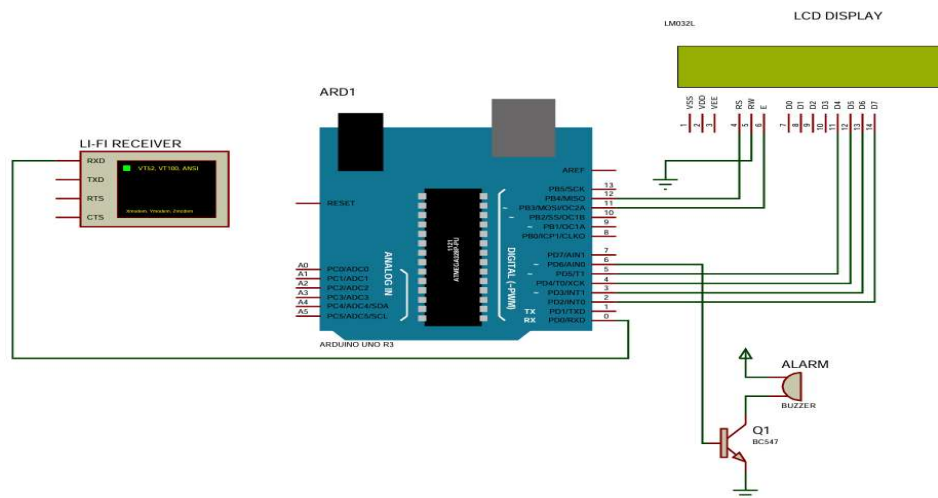 LCD DISPLAY
LM032L
VSS
VDD
VEE
RS
RW
E
D0
D1
D2
D3
D4
D5
D6
D7
1
2
3
4
5
6
7
8
9
10
11
12
13
14
ARD1
LI-FI RECEIVER
RXD
TXD
RTS
CTS
VT52, VT100, ANSI
Xmodem, Ymodem, Zmodem
RESET
AREF
PB5/SCK
13
PB4/MISO
12
~ PB3/MOSI/OC2A
11
~ PB2/SS/OC1B
10
~ PB1/OC1A
9
PB0/ICP1/CLKO
8
1121
ATMEGA328P-PU
DIGITAL (~PWM)
ANALOG IN
PD7/AIN1
7
~ PD6/AIN0
6
~ PD5/T1
5
PD4/T0/XCK
4
~ PD3/INT1
3
PD2/INT0
2
TX PD1/TXD
1
RX PD0/RXD
0
A0 PC0/ADC0
A1 PC1/ADC1
A2 PC2/ADC2
A3 PC3/ADC3
A4 PC4/ADC4/SDA
A5 PC5/ADC5/SCL
ARDUINO UNO R3
ALARM
BUZZER
Q1
BC547